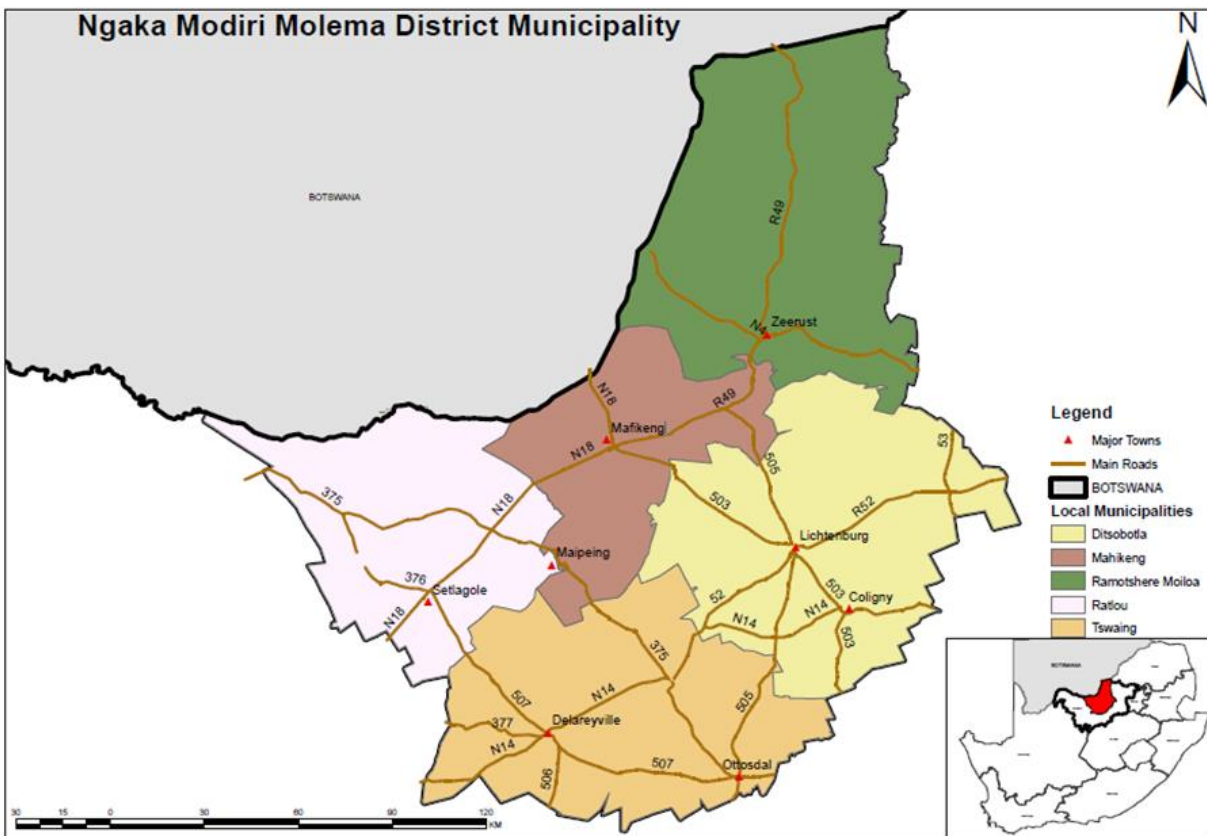 Ngaka Modiri Molema District Municipality
N
BOTSWANA
R49
N4
Zeerust
N18
R49
Mafikeng
N18
505
53
375
N18
503
R52
Lichtenburg
Maipeing
376
Setlagole
N18
52
503
Coligny
N14
N14
503
375
507
N14
505
Delareyville
377
N14
506
507
Ottosdal
Legend
Major Towns
Main Roads
BOTSWANA
Local Municipalities
Ditsobotla
Mahikeng
Ramotshere Moiloa
Ratlou
Tswaing
BOTSWANA
30 15 0 30 60 90 120
KM